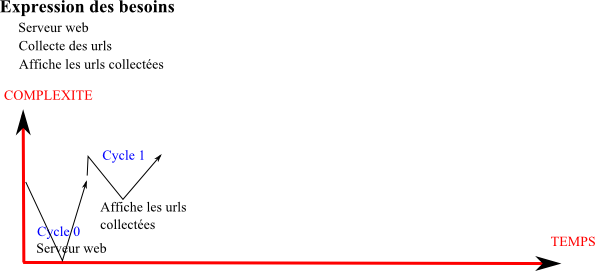 Expression des besoins
Serveur web
Collecte des urls
Affiche les urls collectées
COMPLEXITE
Cycle 1
Affiche les urls
collectées
Cycle 0
Serveur web
TEMPS